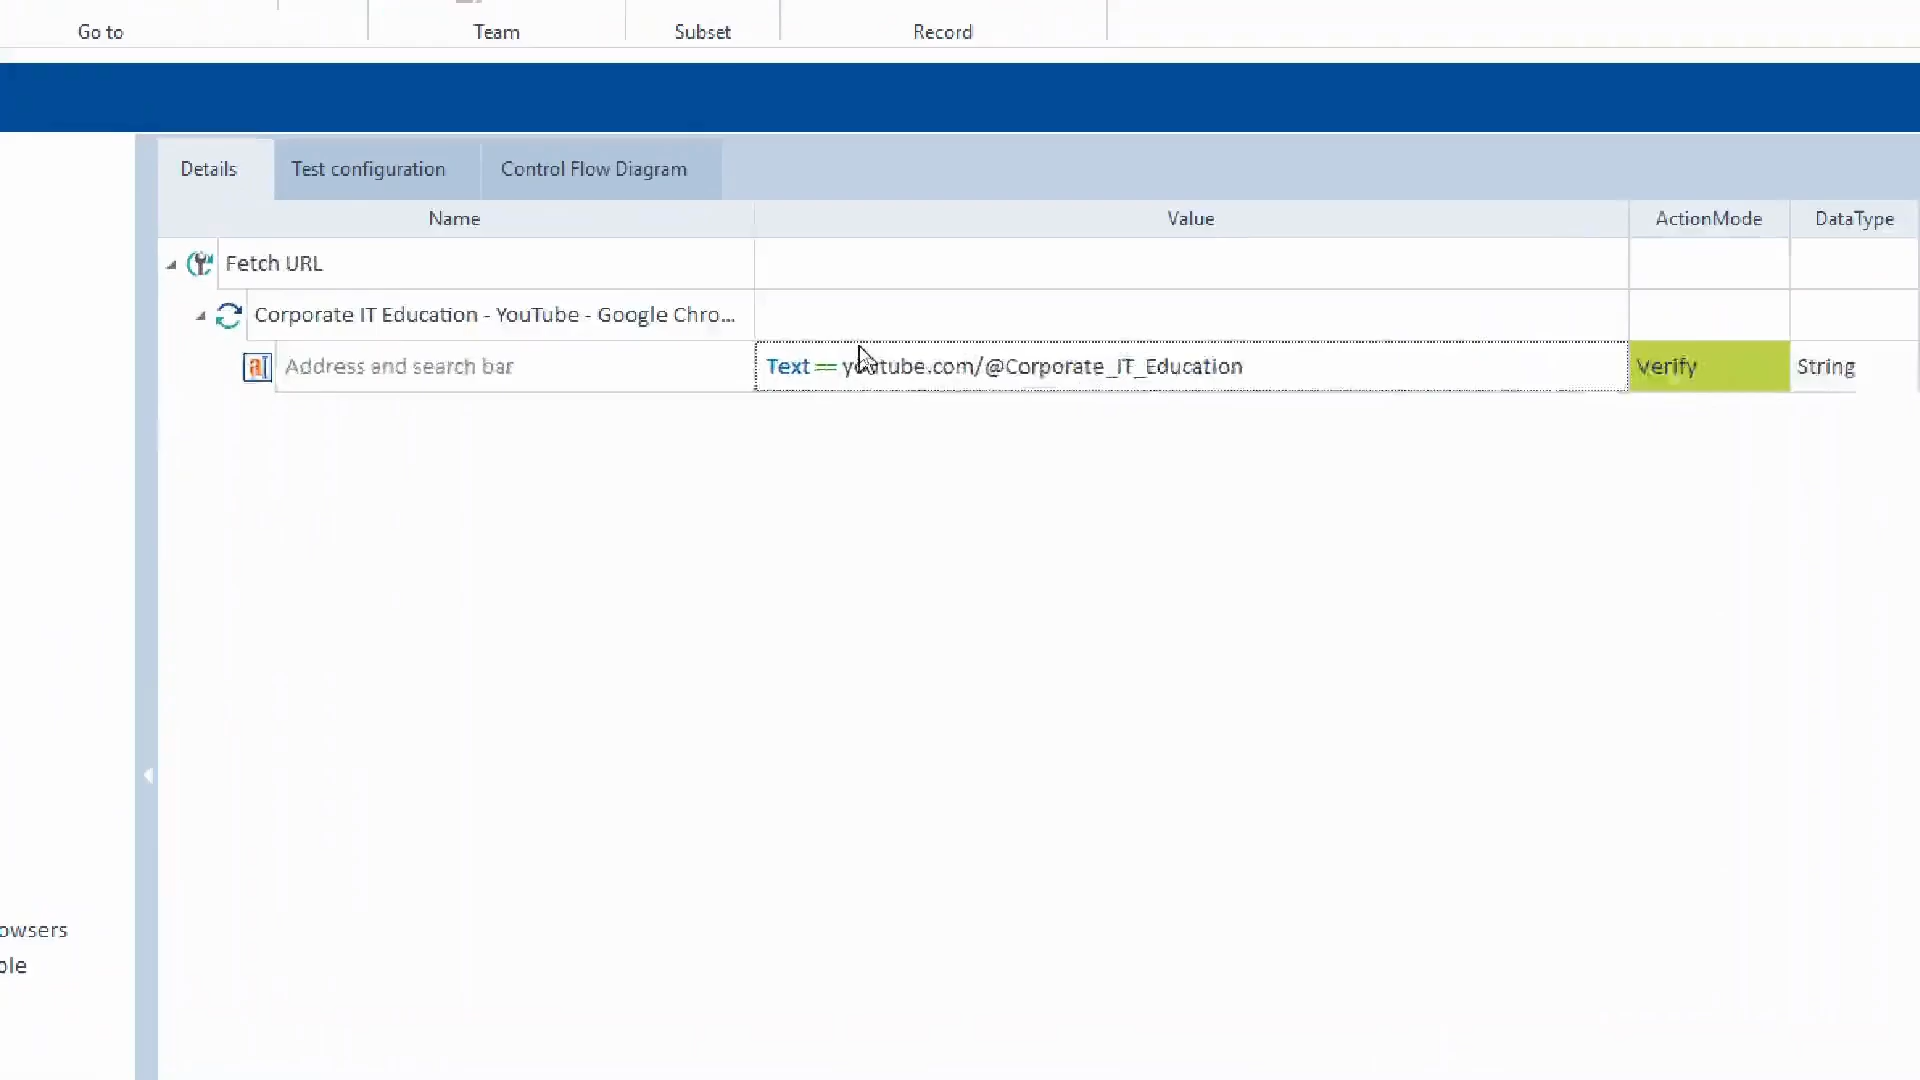 Go to
Team
Subset
Record
Details
Test configuration
Control Flow Diagram
Name
Value
ActionMode
DataType
Fetch URL
Corporate IT Education - YouTube - Google Chro...
Address and search bar
Text == youtube.com/@Corporate_IT_Education
Verify
String
owsers
ole